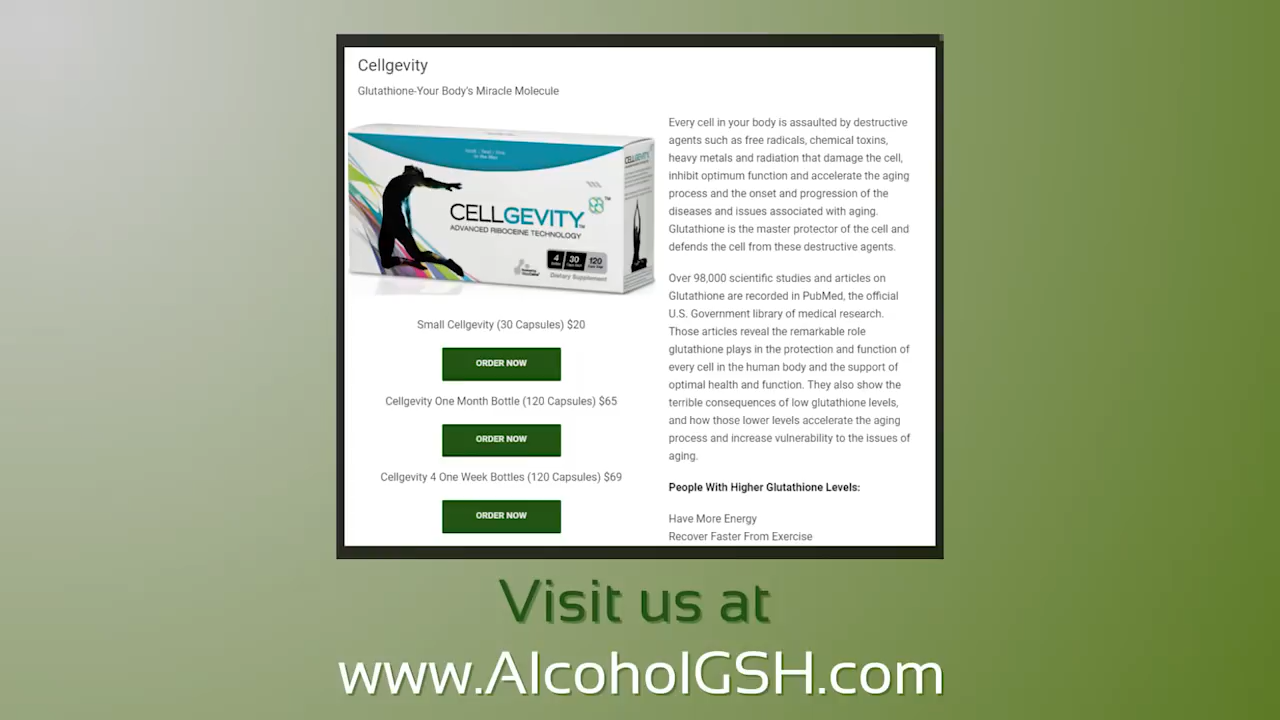 Cellgevity
Glutathione-Your Body's Miracle Molecule
CELLGEVITY
CELLGEVITY™
ADVANCED RIBOCEINE TECHNOLOGY
4
30
120
Dietary Supplement
Small Cellgevity (30 Capsules) $20
ORDER NOW
Cellgevity One Month Bottle (120 Capsules) $65
ORDER NOW
Cellgevity 4 One Week Bottles (120 Capsules) $69
ORDER NOW
Every cell in your body is assaulted by destructive
agents such as free radicals, chemical toxins,
heavy metals and radiation that damage the cell,
inhibit optimum function and accelerate the aging
process and the onset and progression of the
diseases and issues associated with aging.
Glutathione is the master protector of the cell and
defends the cell from these destructive agents.
Over 98,000 scientific studies and articles on
Glutathione are recorded in PubMed, the official
U.S. Government library of medical research.
Those articles reveal the remarkable role
glutathione plays in the protection and function of
every cell in the human body and the support of
optimal health and function. They also show the
terrible consequences of low glutathione levels,
and how those lower levels accelerate the aging
process and increase vulnerability to the issues of
aging.
People With Higher Glutathione Levels:
Have More Energy
Recover Faster From Exercise
Visit us at
www.AlcoholGSH.com